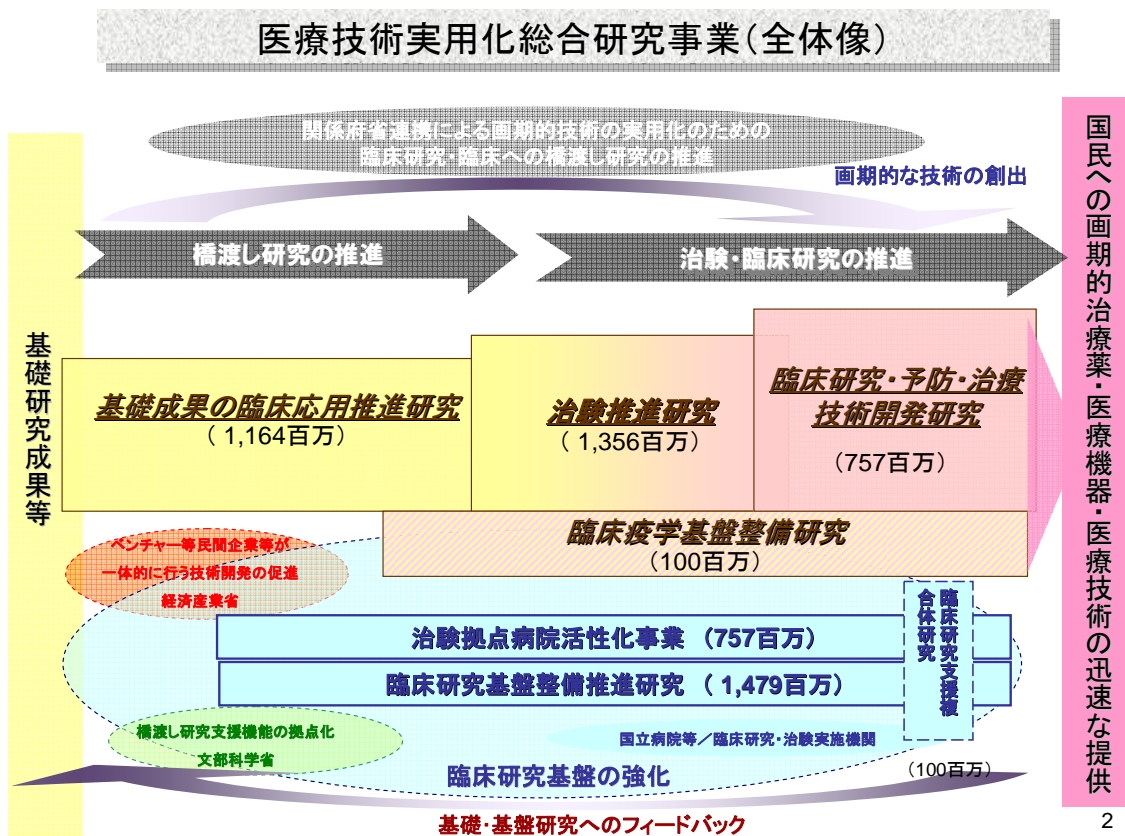 医療技術実用化総合研究事業(全体像)
関係府省連携による画期的技術の実用化のための
臨床研究・臨床への橋渡し研究の推進
画期的な技術の創出
橋渡し研究の推進
治験・臨床研究の推進
基礎研究成果等
基礎成果の臨床応用推進研究
( 1,164百万)
治験推進研究
( 1,356百万)
臨床研究・予防・治療
技術開発研究
(757百万)
臨床疫学基盤整備研究
(100百万)
ベンチャー等民間企業等が
一体的に行う技術開発の促進
経済産業省
治験拠点病院活性化事業 (757百万)
臨床研究基盤整備推進研究 ( 1,479百万)
臨床研究支援複
合体研究
(100百万)
橋渡し研究支援機能の拠点化
文部科学省
国立病院等/臨床研究・治験実施機関
臨床研究基盤の強化
基礎・基盤研究へのフィードバック
国民への画期的治療薬・医療機器・医療技術の迅速な提供
2